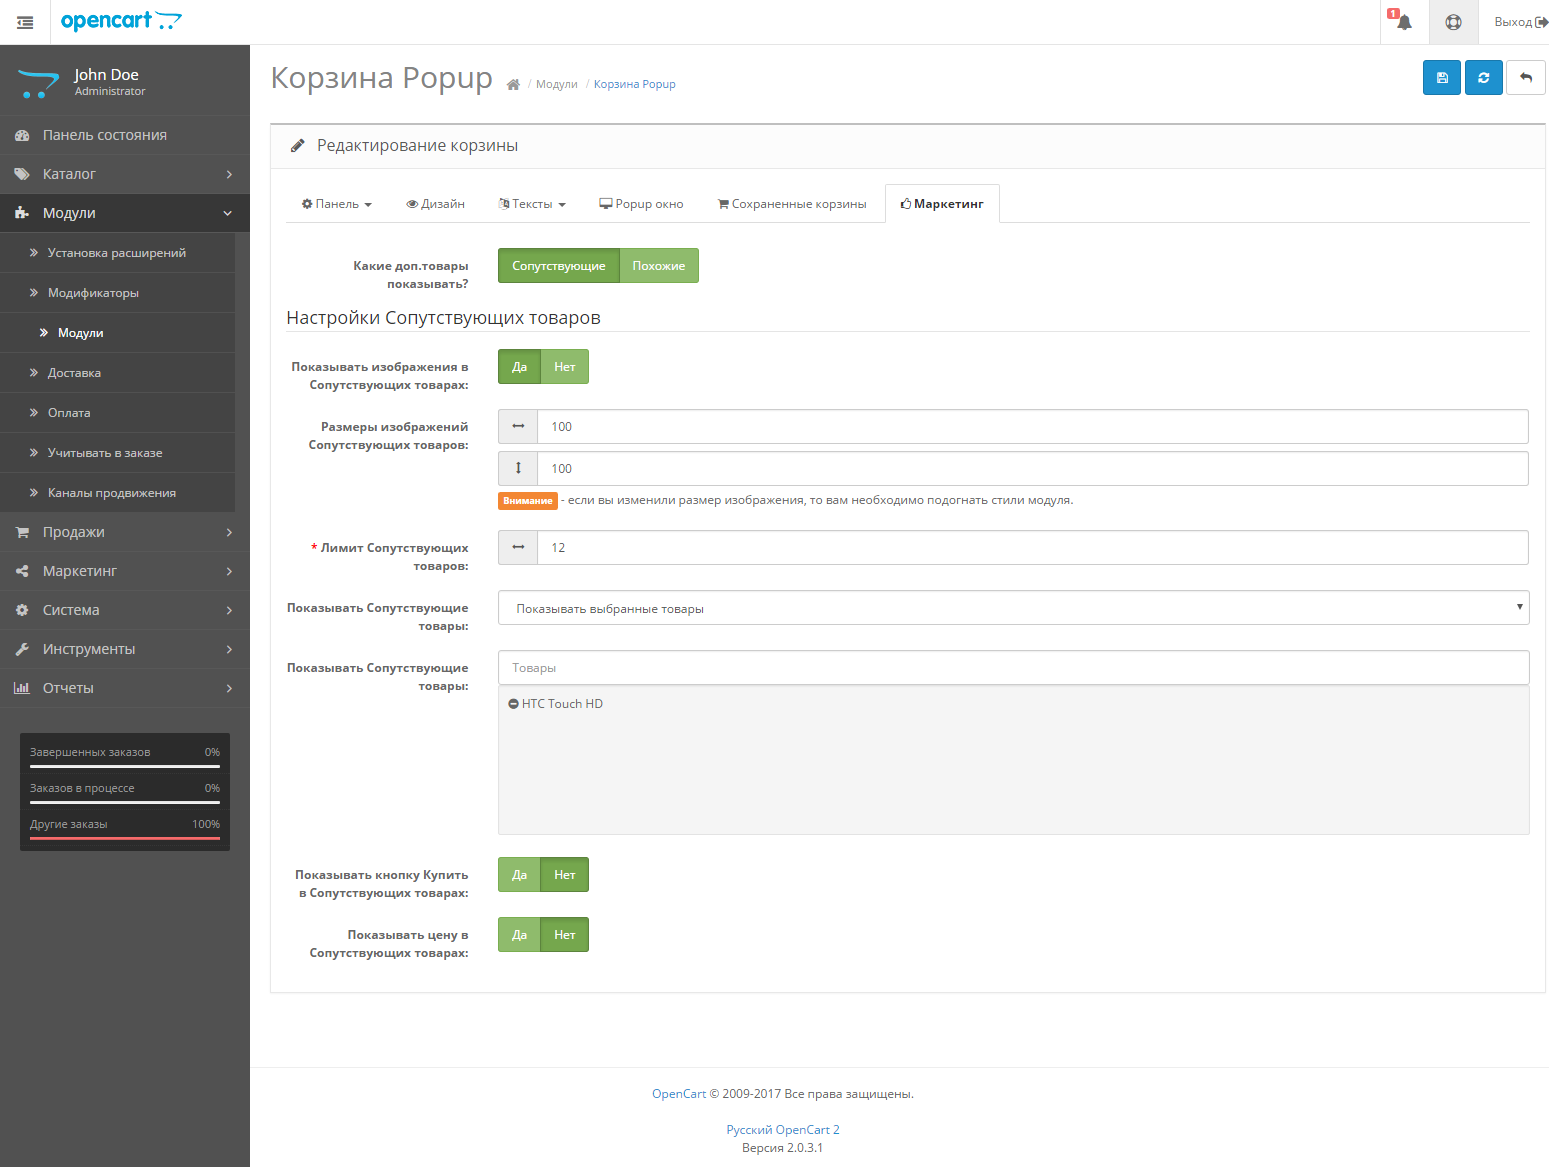 opencart
1
Выход
John Doe
Administrator
Панель состояния
Каталог
Модули
Установка расширений
Модификаторы
Модули
Доставка
Оплата
Учитывать в заказе
Каналы продвижения
Продажи
Маркетинг
Система
Инструменты
Отчеты
Завершенных заказов 0%
Заказов в процессе 0%
Другие заказы 100%
Корзина Popup / Модули / Корзина Popup
Редактирование корзины
Панель Дизайн Тексты Popup окно Сохраненные корзины Маркетинг
Какие доп.товары
показывать?
Сопутствующие Похожие
Настройки Сопутствующих товаров
Показывать изображения в
Сопутствующих товарах:
Да Нет
Размеры изображений
Сопутствующих товаров:
100
100
Внимание - если вы изменили размер изображения, то вам необходимо подогнать стили модуля.
* Лимит Сопутствующих
товаров:
12
Показывать Сопутствующие
товары:
Показывать выбранные товары
Показывать Сопутствующие
товары:
Товары
HTC Touch HD
Показывать кнопку Купить
в Сопутствующих товарах:
Да Нет
Показывать цену в
Сопутствующих товарах:
Да Нет
OpenCart © 2009-2017 Все права защищены.
Русский OpenCart 2
Версия 2.0.3.1